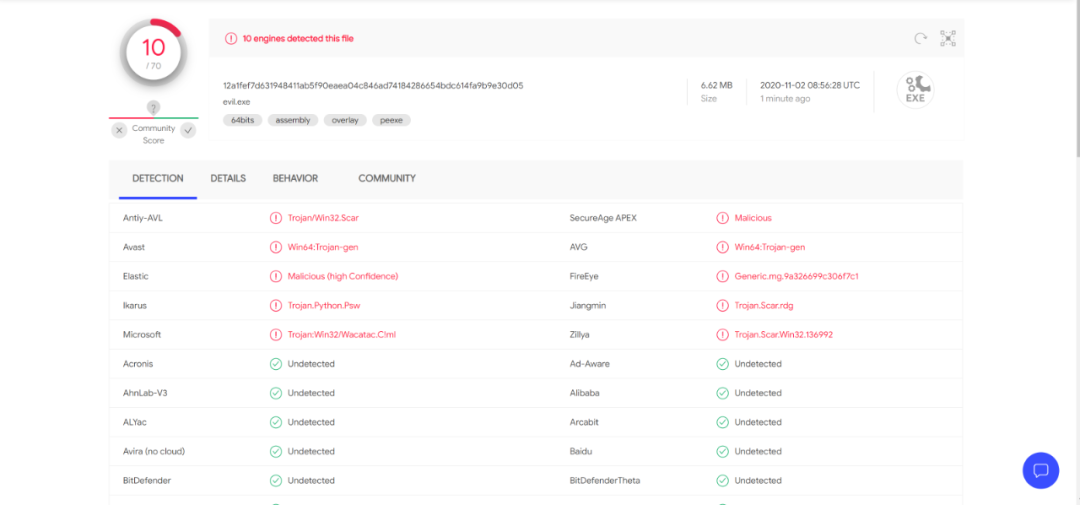 10
/ 70
?
Community
Score
10 engines detected this file
12a1fef7d631948411ab5f90eaea04c846ad74184286654bdc614fa9b9e30d05
evil.exe
64bits assembly overlay peexe
6.62 MB
Size
2020-11-02 08:56:28 UTC
1 minute ago
EXE
DETECTION DETAILS BEHAVIOR COMMUNITY
Antiy-AVL Trojan/Win32.Scar SecureAge APEX Malicious
Avast Win64:Trojan-gen AVG Win64:Trojan-gen
Elastic Malicious (high Confidence) FireEye Generic.mg.9a326699c306f7c1
Ikarus Trojan.Python.Psw Jiangmin Trojan.Scar.rdg
Microsoft Trojan:Win32/Wacatac.C!ml Zillya Trojan.Scar.Win32.136992
Acronis Undetected Ad-Aware Undetected
AhnLab-V3 Undetected Alibaba Undetected
ALYac Undetected Arcabit Undetected
Avira (no cloud) Undetected Baidu Undetected
BitDefender Undetected BitDefenderTheta Undetected